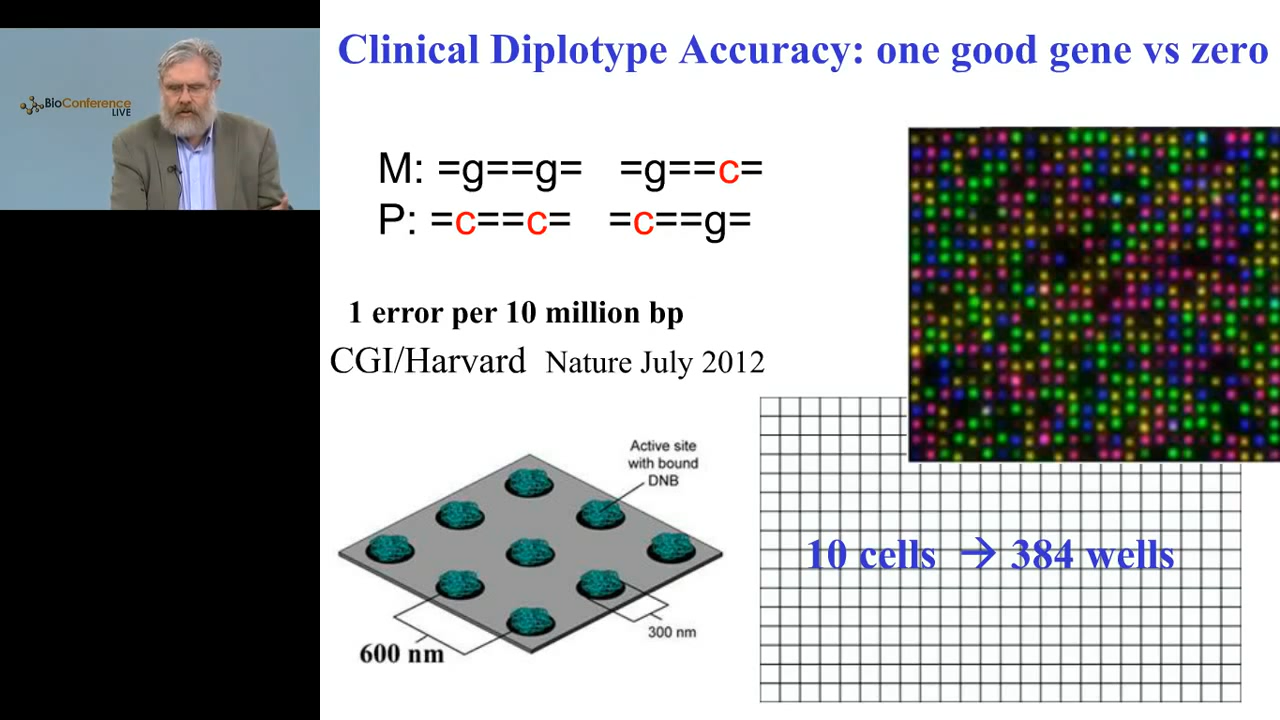 BioConference
LIVE
Clinical Diplotype Accuracy: one good gene vs zero
M: =g==g= =g==c=
P: =c==c= =c==g=
1 error per 10 million bp
CGI/Harvard Nature July 2012
Active site
with bound
DNB
300 nm
600 nm
10 cells → 384 wells